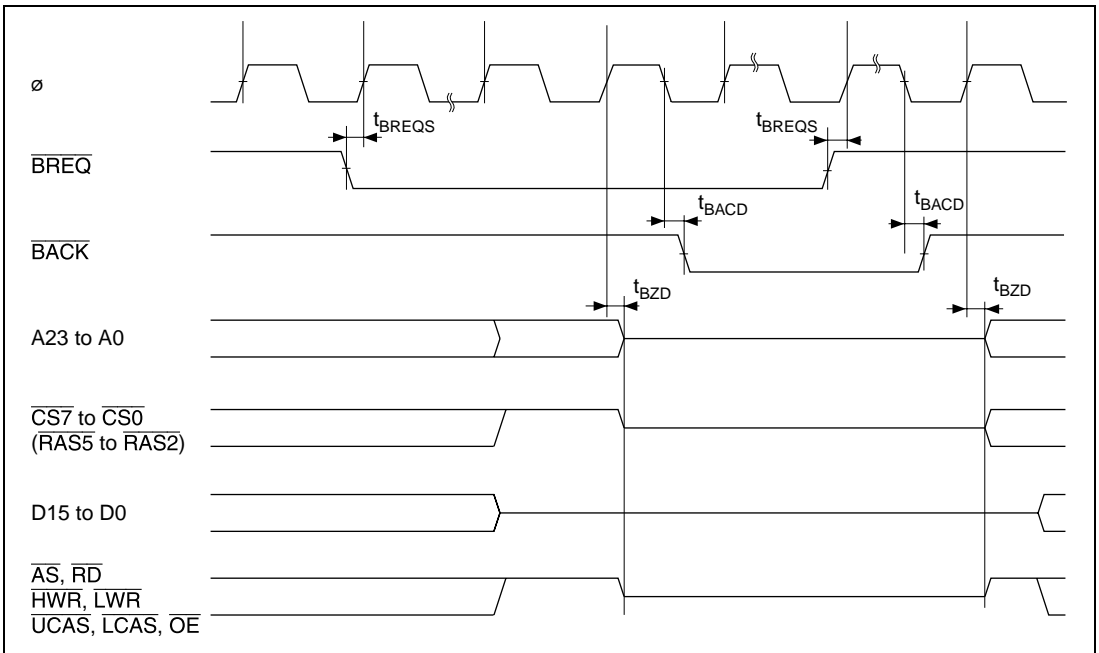 ø
tBREQS
tBREQS
BREQ
tBACD
tBACD
BACK
tBZD
tBZD
A23 to A0
CS7 to CS0
(RAS5 to RAS2)
D15 to D0
AS, RD
HWR, LWR
UCAS, LCAS, OE